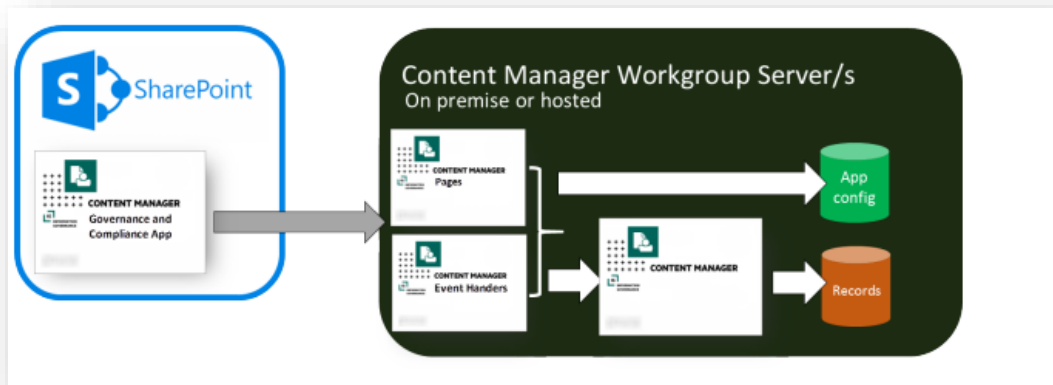 S
SharePoint
CONTENT MANAGER
Governance and
Compliance App
Content Manager Workgroup Server/s
On premise or hosted
CONTENT MANAGER
Pages
CONTENT MANAGER
Event Handers
CONTENT MANAGER
App
config
Records